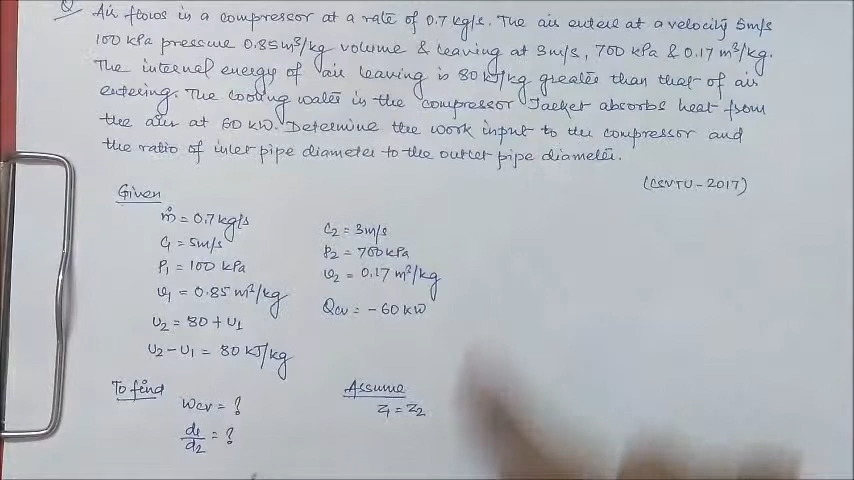 Q Air flows in a compressor at a rate of 0.7 kg/s. The air enters at a velocity 5m/s
100 kPa pressure 0.85 m³/kg volume & leaving at 3m/s, 700 kPa & 0.17 m³/kg.
The internal energy of air leaving is 80 kJ/kg greater than that of air
entering. The cooling water in the compressor Jacket absorbs heat from
the air at 60 kW. Determine the work input to the compressor and
the ratio of inlet pipe diameter to the outlet pipe diameter.
(CSVTU-2017)
Given
ṁ = 0.7 kg/s
C₁ = 5m/s
P₁ = 100 kPa
v₁ = 0.85 m³/kg
U₂ = 80 + U₁
U₂ - U₁ = 80 kJ/kg
C₂ = 3m/s
P₂ = 700 kPa
v₂ = 0.17 m³/kg
Qcv = -60 kW
To find
Wcv = ?
d₁/d₂ = ?
Assume
Z₁ = Z₂